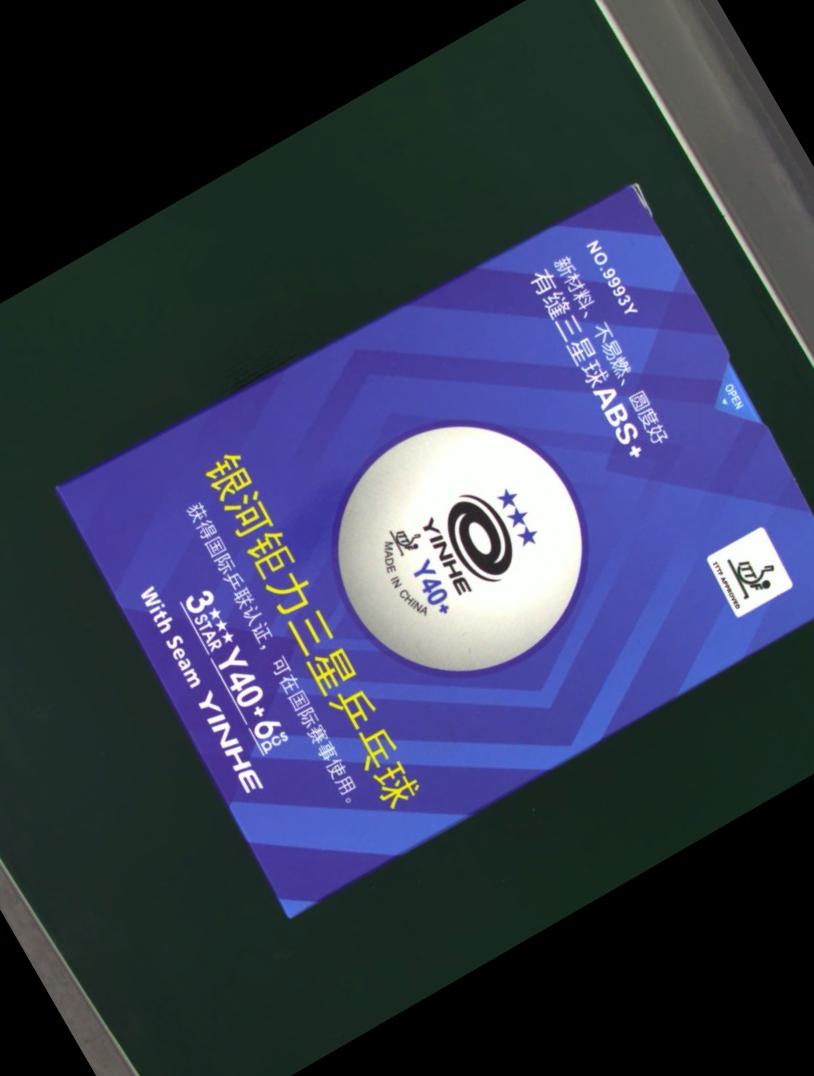 NO.9993Y
新材料、不易燃、圆度好
有缝三星球ABS+
OPEN
ITTF APPROVED
★★★
YINHE
Y40+
ITTF
MADE IN CHINA
银河钜力三星乒乓球
获得国际乒联认证，可在国际赛事使用。
3★★★STAR Y40+6PCS
With Seam YINHE